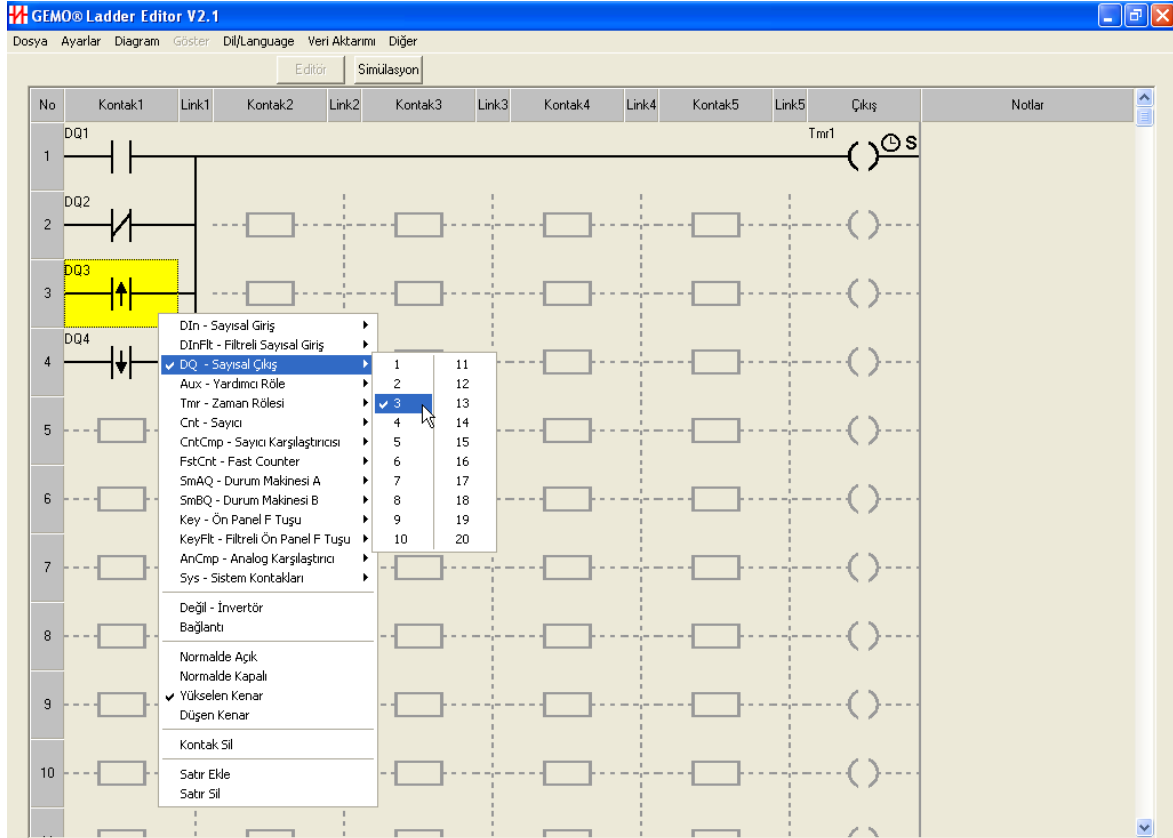 GEMO® Ladder Editor V2.1
Dosya Ayarlar Diagram Göster Dil/Language Veri Aktarımı Diğer
Editör Simülasyon
No Kontak1 Link1 Kontak2 Link2 Kontak3 Link3 Kontak4 Link4 Kontak5 Link5 Çıkış Notlar
DQ1 Tmr1
1 S
DQ2
2
DQ3
3
DQ4
4
5
6
7
8
9
10
DIn - Sayısal Giriş
DInFlt - Filtreli Sayısal Giriş
DQ - Sayısal Çıkış
Aux - Yardımcı Röle
Tmr - Zaman Rölesi
Cnt - Sayıcı
CntCmp - Sayıcı Karşılaştırıcısı
FstCnt - Fast Counter
SmAQ - Durum Makinesi A
SmBQ - Durum Makinesi B
Key - Ön Panel F Tuşu
KeyFlt - Filtreli Ön Panel F Tuşu
AnCmp - Analog Karşılaştırıcı
Sys - Sistem Kontakları
Değil - İnvertör
Bağlantı
Normalde Açık
Normalde Kapalı
Yükselen Kenar
Düşen Kenar
Kontak Sil
Satır Ekle
Satır Sil
1 11
2 12
3 13
4 14
5 15
6 16
7 17
8 18
9 19
10 20